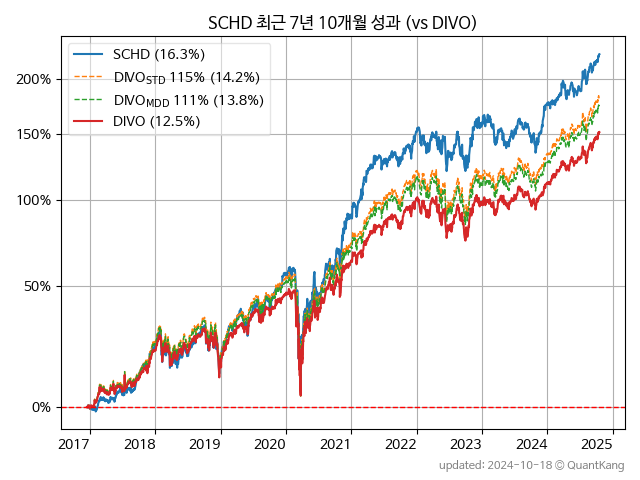 SCHD 최근 7년 10개월 성과 (vs DIVO)
SCHD (16.3%)
DIVO_STD 115% (14.2%)
DIVO_MDD 111% (13.8%)
DIVO (12.5%)
200%
150%
100%
50%
0%
2017 2018 2019 2020 2021 2022 2023 2024 2025
updated: 2024-10-18 © QuantKang